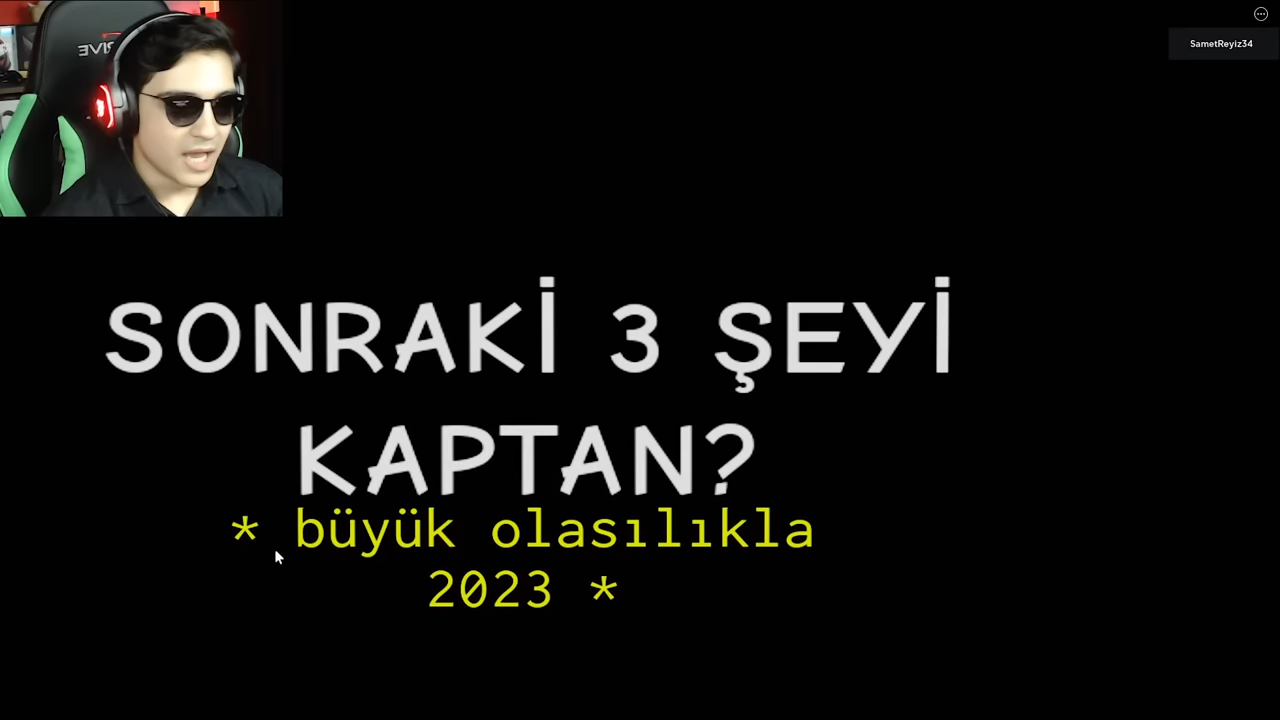 SametReyiz34
SONRAKİ 3 ŞEYİ
KAPTAN?
* büyük olasılıkla
2023 *